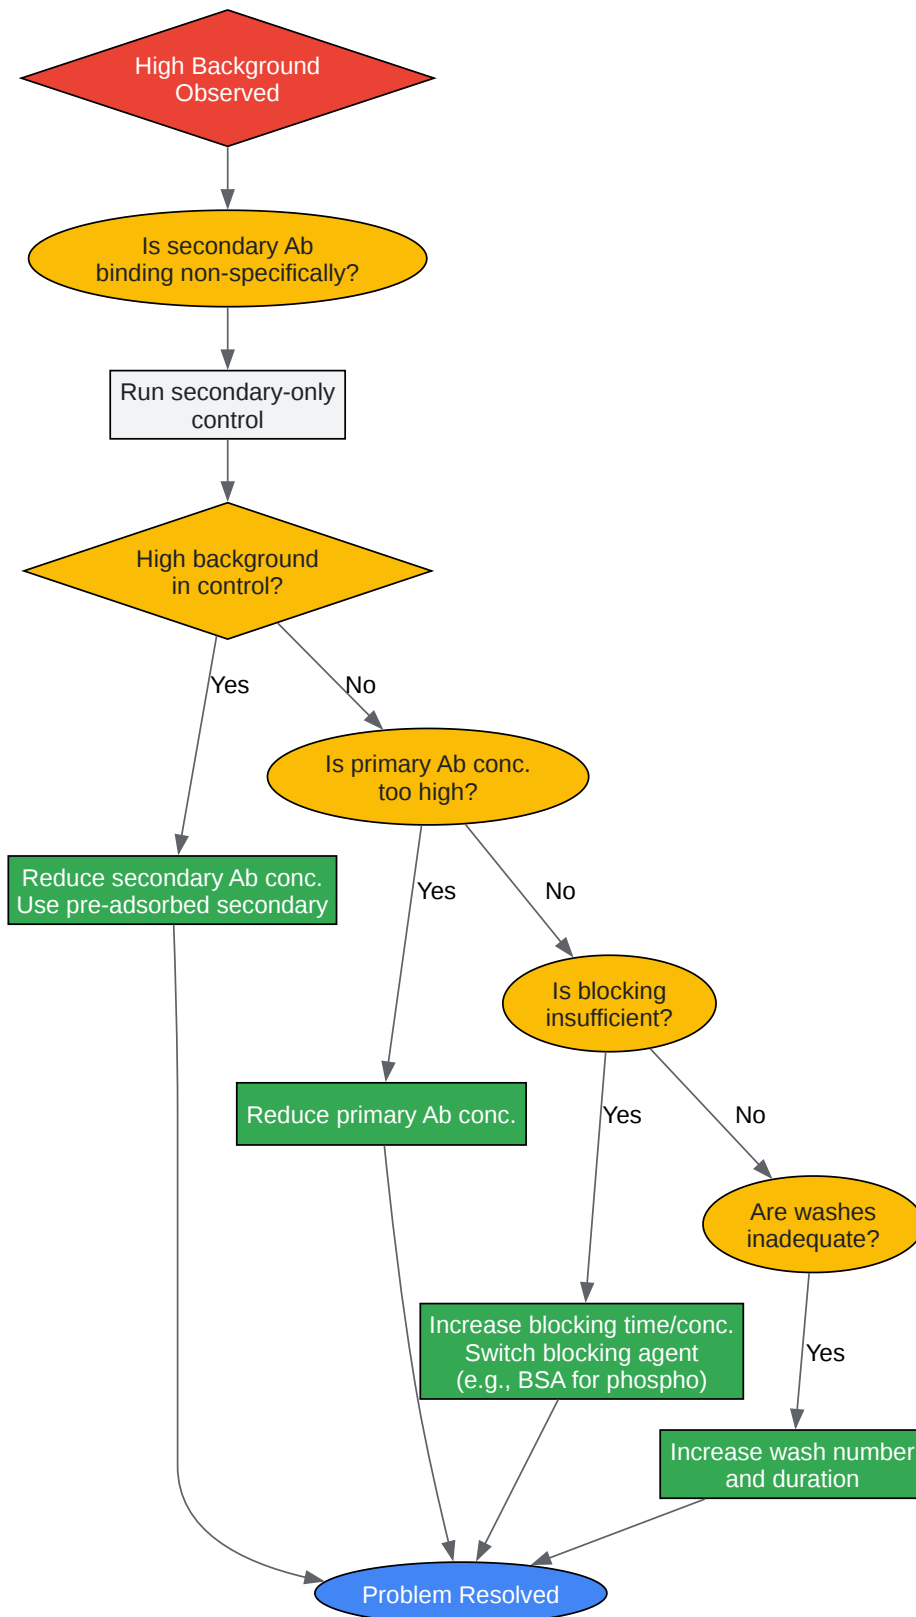 High Background
Observed
Is secondary Ab
binding non-specifically?
Run secondary-only
control
High background
in control?
Yes
No
Is primary Ab conc.
too high?
Reduce secondary Ab conc.
Use pre-adsorbed secondary
Yes
No
Is blocking
insufficient?
Reduce primary Ab conc.
Yes
No
Are washes
inadequate?
Increase blocking time/conc.
Switch blocking agent
(e.g., BSA for phospho)
Yes
Increase wash number
and duration
Problem Resolved